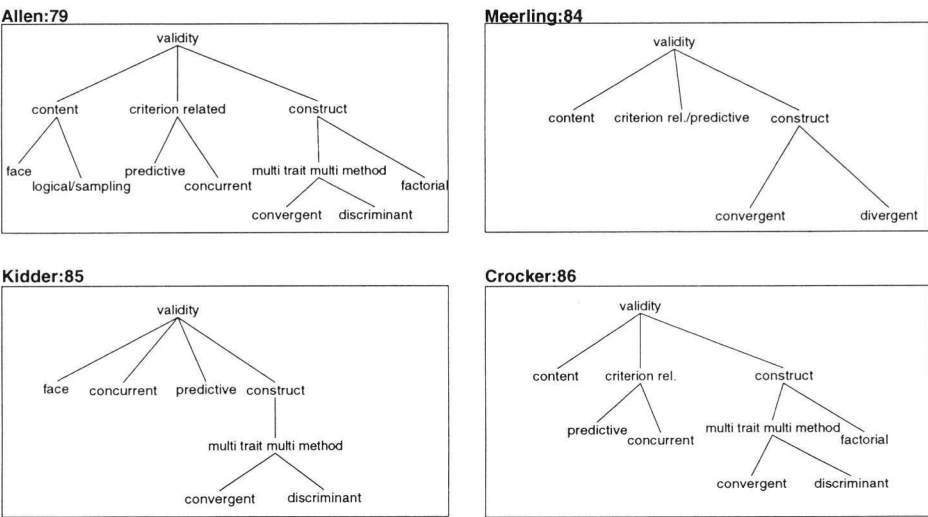 Allen:79
validity
content criterion related construct
face logical/sampling predictive concurrent multi trait multi method factorial
convergent discriminant
Meerling:84
validity
content criterion rel./predictive construct
convergent divergent
Kidder:85
validity
face concurrent predictive construct
multi trait multi method
convergent discriminant
Crocker:86
validity
content criterion rel. construct
predictive concurrent multi trait multi method factorial
convergent discriminant